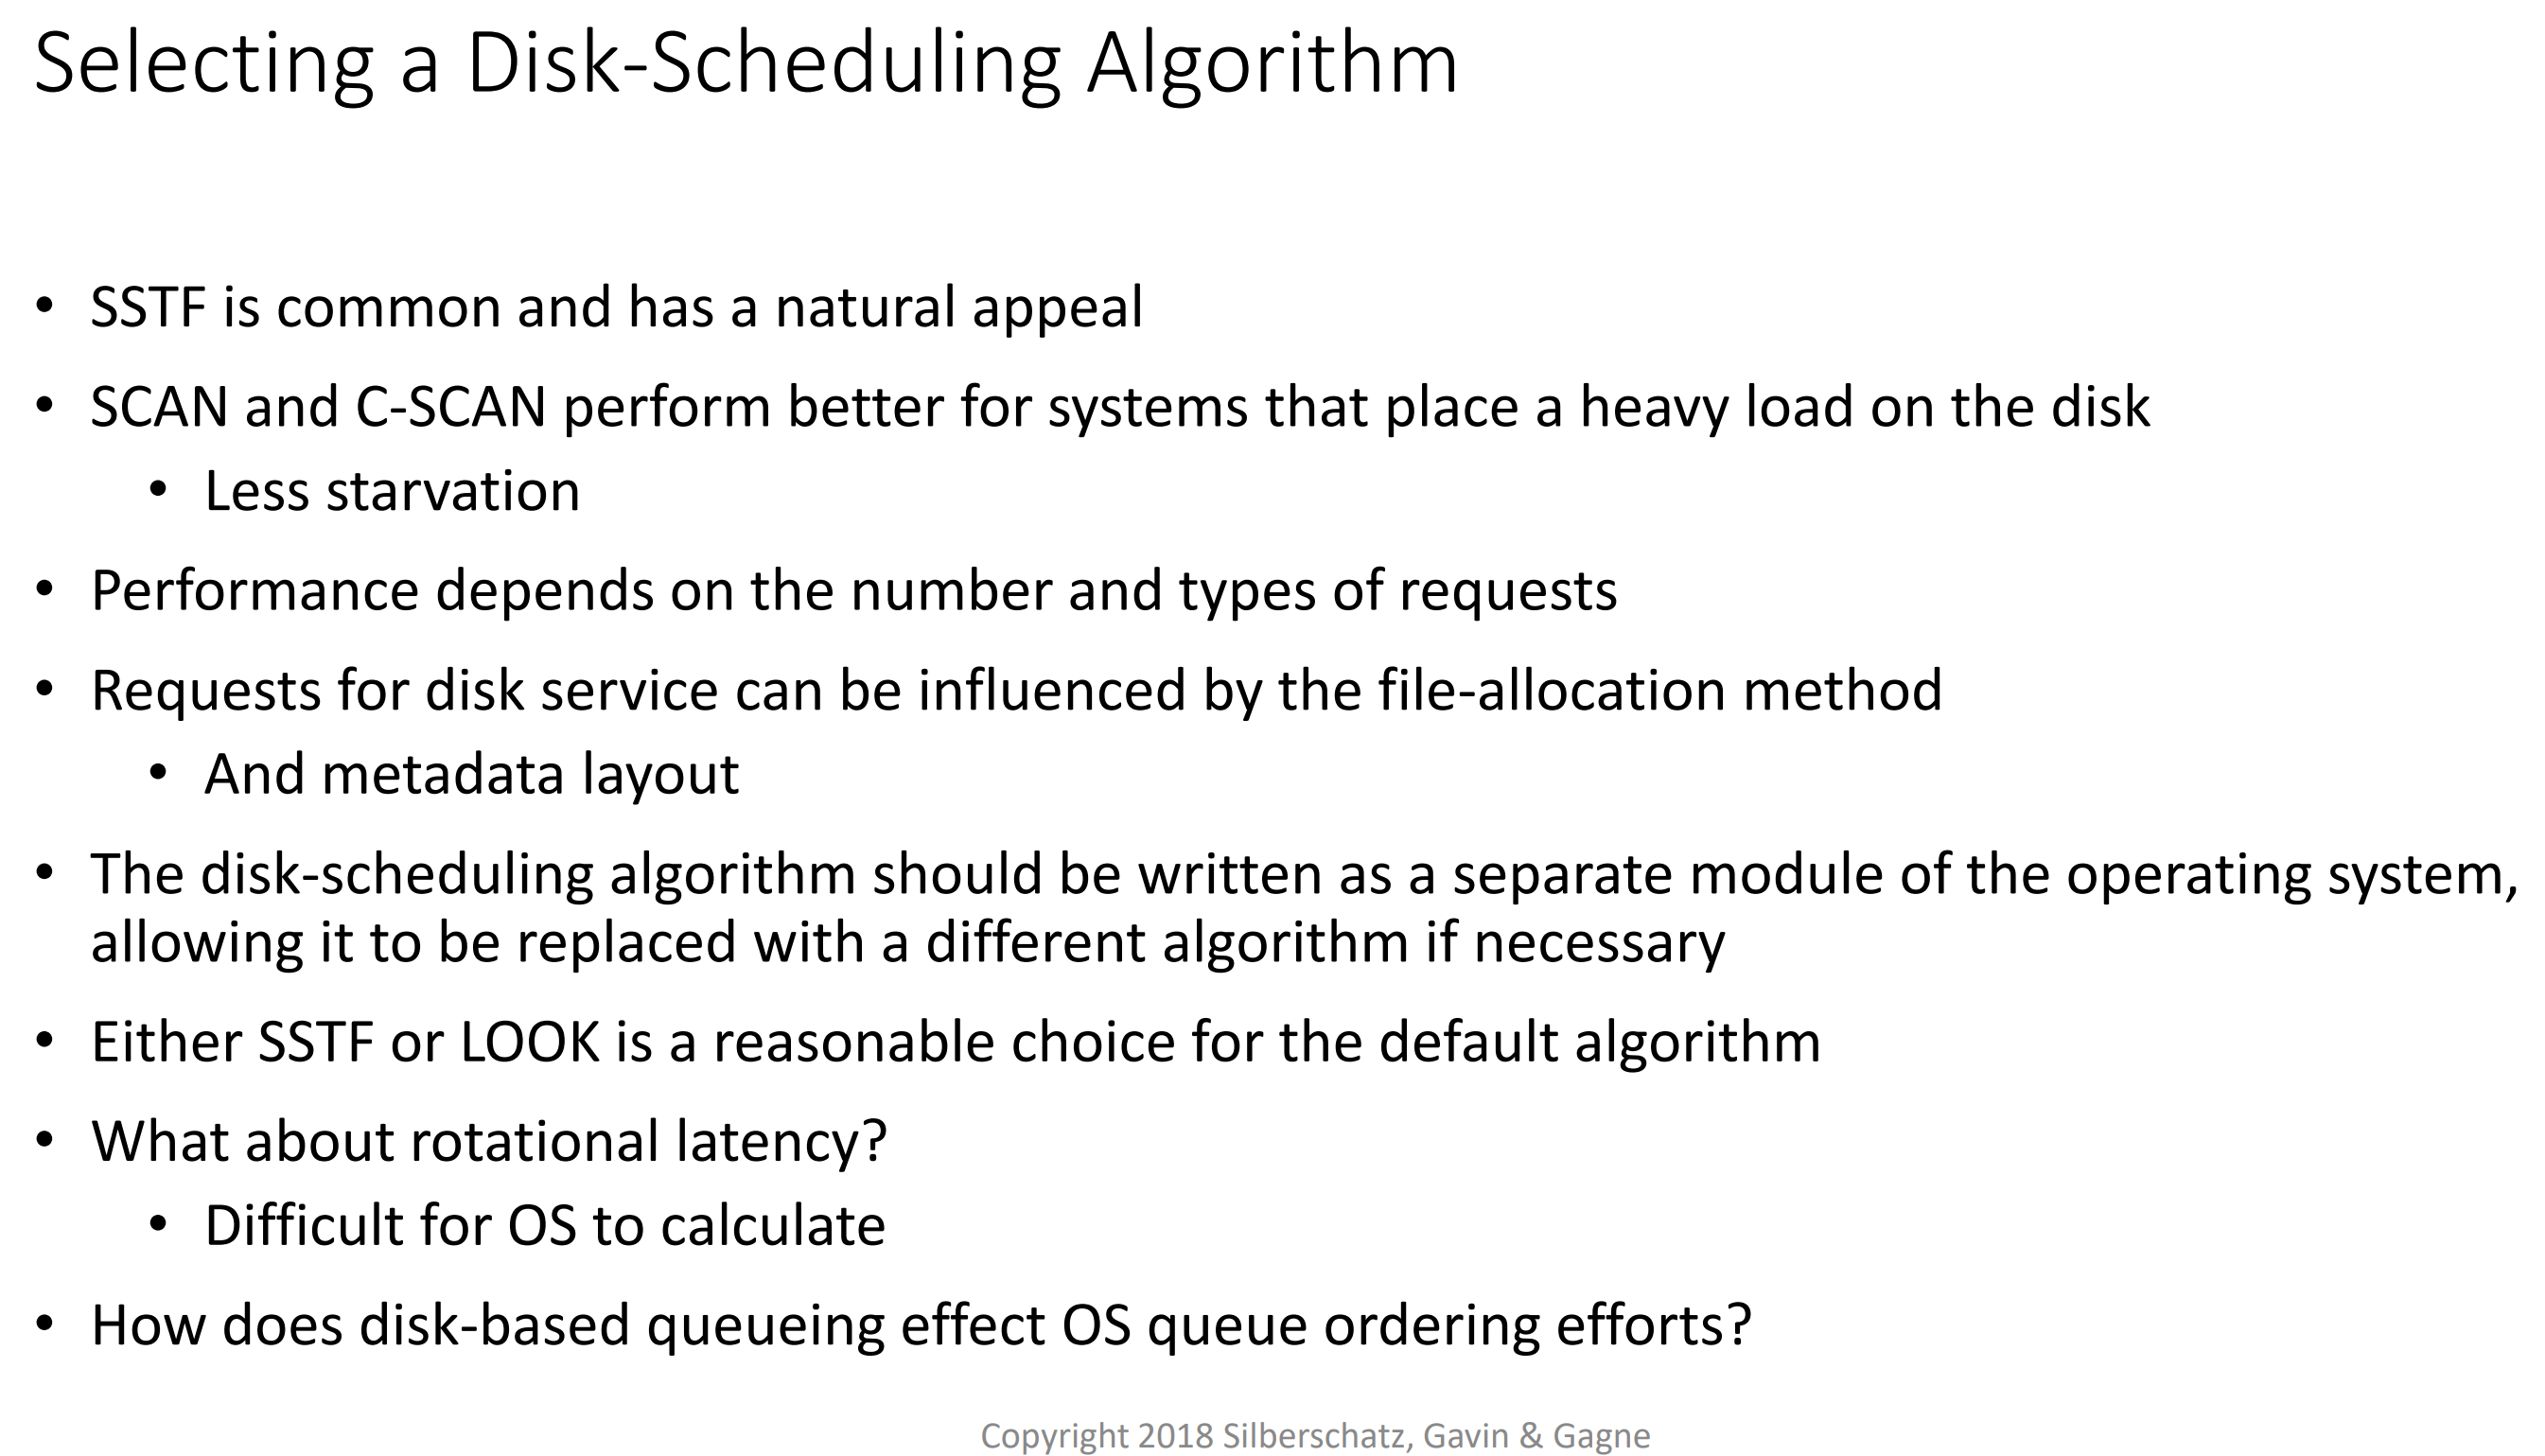 Selecting a Disk-Scheduling Algorithm
• SSTF is common and has a natural appeal
• SCAN and C-SCAN perform better for systems that place a heavy load on the disk
• Less starvation
• Performance depends on the number and types of requests
• Requests for disk service can be influenced by the file-allocation method
• And metadata layout
• The disk-scheduling algorithm should be written as a separate module of the operating system,
allowing it to be replaced with a different algorithm if necessary
• Either SSTF or LOOK is a reasonable choice for the default algorithm
• What about rotational latency?
• Difficult for OS to calculate
• How does disk-based queueing effect OS queue ordering efforts?
Copyright 2018 Silberschatz, Gavin & Gagne